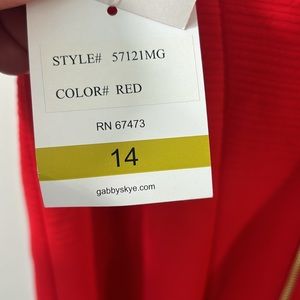 STYLE# 57121MG
COLOR# RED
RN 67473
14
gabbyskye.com